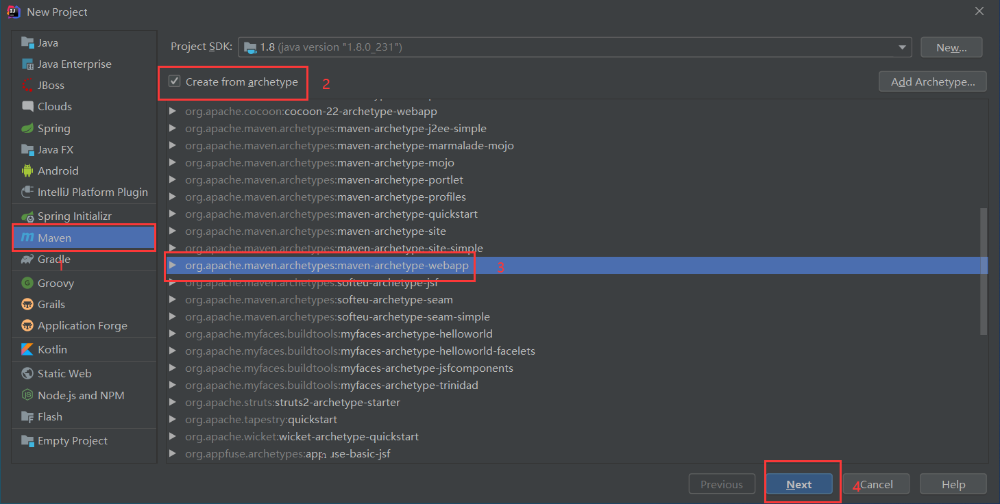 New Project
Java
Java Enterprise
JBoss
Clouds
Spring
Java FX
Android
IntelliJ Platform Plugin
Spring Initializr
Maven
Gradle
1
Groovy
Grails
Application Forge
Kotlin
Static Web
Node.js and NPM
Flash
Empty Project
Project SDK: 1.8 (java version "1.8.0_231") New...
Create from archetype 2 Add Archetype...
org.apache.cocoon:cocoon-22-archetype-webapp
org.apache.maven.archetypes:maven-archetype-j2ee-simple
org.apache.maven.archetypes:maven-archetype-marmalade-mojo
org.apache.maven.archetypes:maven-archetype-mojo
org.apache.maven.archetypes:maven-archetype-portlet
org.apache.maven.archetypes:maven-archetype-profiles
org.apache.maven.archetypes:maven-archetype-quickstart
org.apache.maven.archetypes:maven-archetype-site
org.apache.maven.archetypes:maven-archetype-site-simple
org.apache.maven.archetypes:maven-archetype-webapp 3
org.apache.maven.archetypes:softeu-archetype-jsf
org.apache.maven.archetypes:softeu-archetype-seam
org.apache.maven.archetypes:softeu-archetype-seam-simple
org.apache.myfaces.buildtools:myfaces-archetype-helloworld
org.apache.myfaces.buildtools:myfaces-archetype-helloworld-facelets
org.apache.myfaces.buildtools:myfaces-archetype-jsfcomponents
org.apache.myfaces.buildtools:myfaces-archetype-trinidad
org.apache.struts:struts2-archetype-starter
org.apache.tapestry:quickstart
org.apache.wicket:wicket-archetype-quickstart
org.appfuse.archetypes:appfuse-basic-jsf
Previous Next 4 Cancel Help